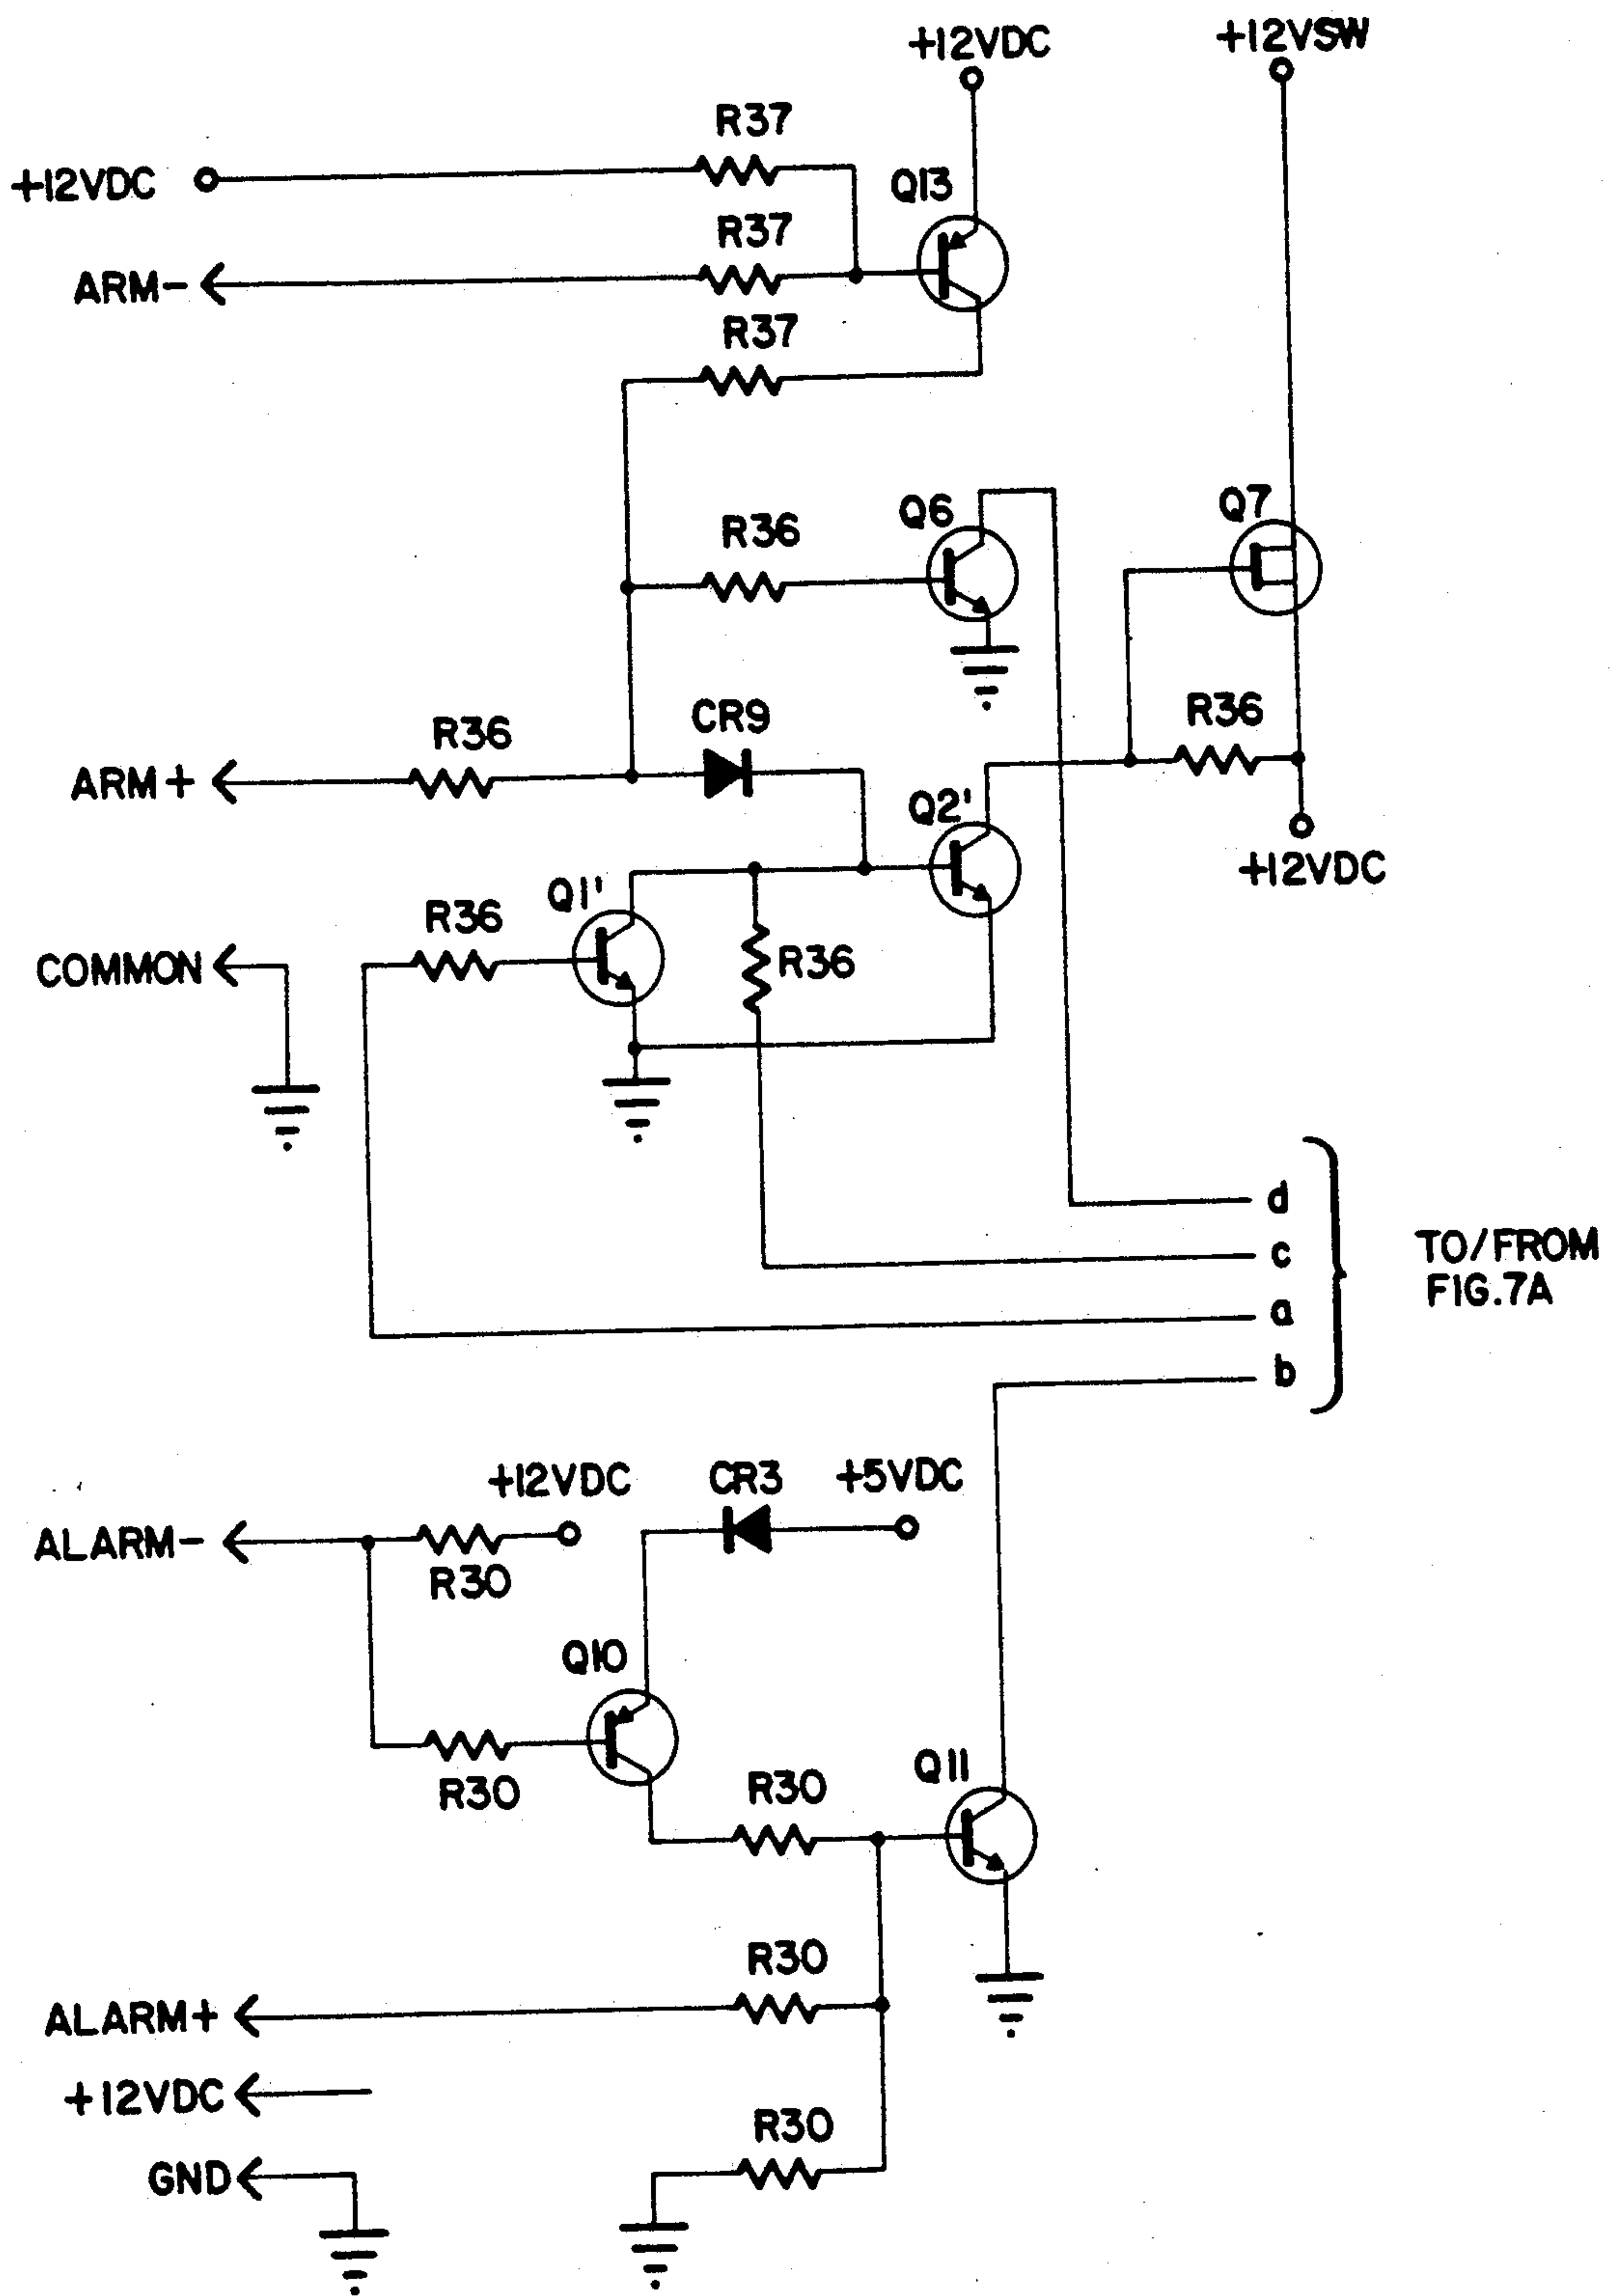 +12VDC
+12VSW
R37
+12VDC
Q13
R37
ARM-
R37
Q6
Q7
R36
R36
CR9
R36
ARM+
Q2'
+12VDC
Q1'
R36
COMMON
R36
d
c
TO/FROM
FIG.7A
a
b
+12VDC
CR3
+5VDC
ALARM-
R30
Q10
R30
R30
Q11
R30
ALARM+
+12VDC
R30
GND